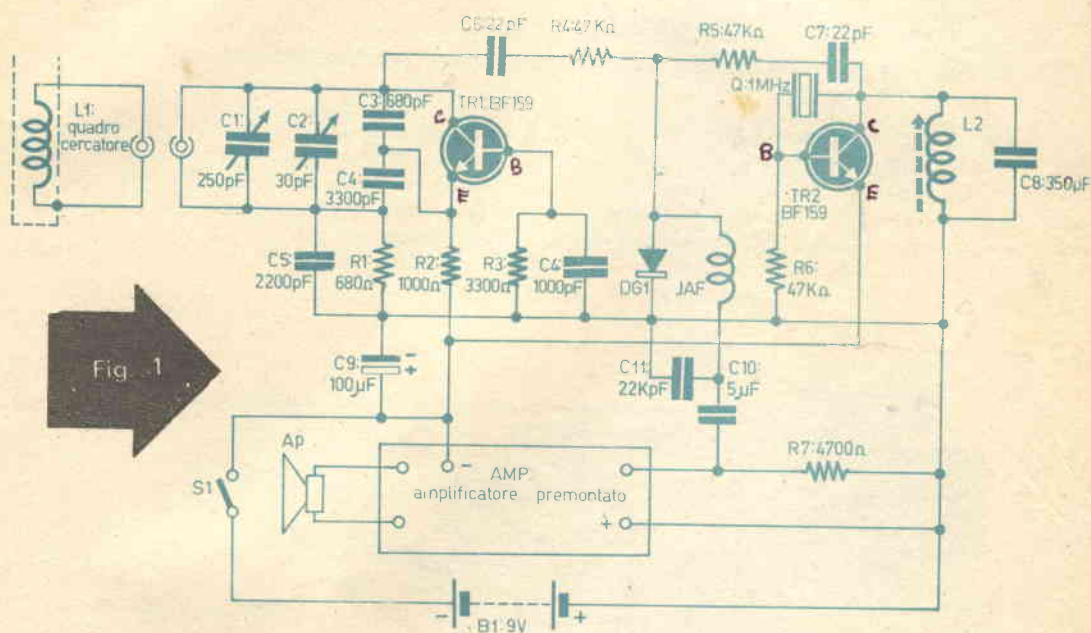 C6:22pF
R4:47KΩ
R5:47KΩ
C7:22pF
Q:1MHz
L1:
quadro
cercatore
C1:
250pF
C2:
30pF
C3:680pF
C4:
3300pF
TR1:BF159
C
B
E
C5:
2200pF
R1:
680Ω
R2:
1000Ω
R3:
3300Ω
C4:
1000pF
DG1
JAF
B
C
E
TR2
BF159
R6:
47KΩ
L2
C8:350µ
Fig. 1
C9:
100µF
-
+
C11:
22KpF
C10:
5µF
R7:4700Ω
S1
Ap
-
AMP.
amplificatore premontato
+
-
B1:9V
+